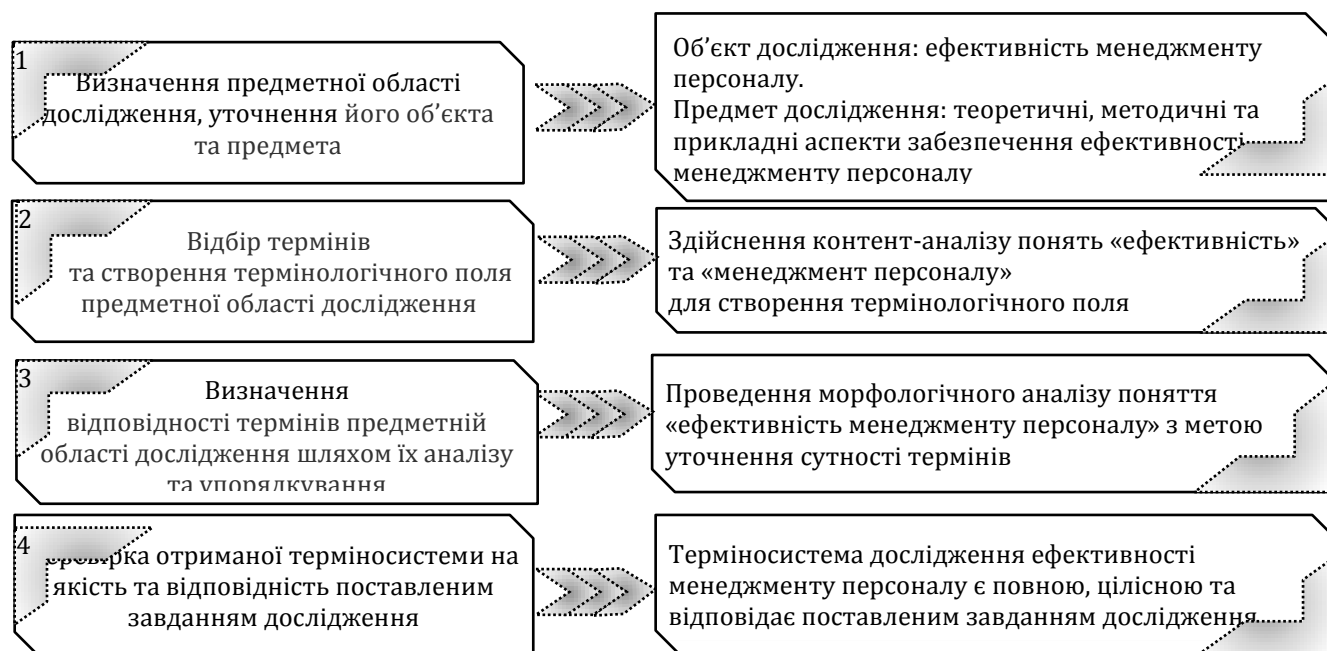 1
Визначення предметної області
дослідження, уточнення його об’єкта
та предмета
Об’єкт дослідження: ефективність менеджменту
персоналу.
Предмет дослідження: теоретичні, методичні та
прикладні аспекти забезпечення ефективності
менеджменту персоналу
2
Відбір термінів
та створення термінологічного поля
предметної області дослідження
Здійснення контент-аналізу понять «ефективність»
та «менеджмент персоналу»
для створення термінологічного поля
3
Визначення
відповідності термінів предметній
області дослідження шляхом їх аналізу
та упорядкування
Проведення морфологічного аналізу поняття
«ефективність менеджменту персоналу» з метою
уточнення сутності термінів
4
отриманої терміносистеми на
якість та відповідність поставленим
завданням дослідження
Терміносистема дослідження ефективності
менеджменту персоналу є повною, цілісною та
відповідає поставленим завданням дослідження